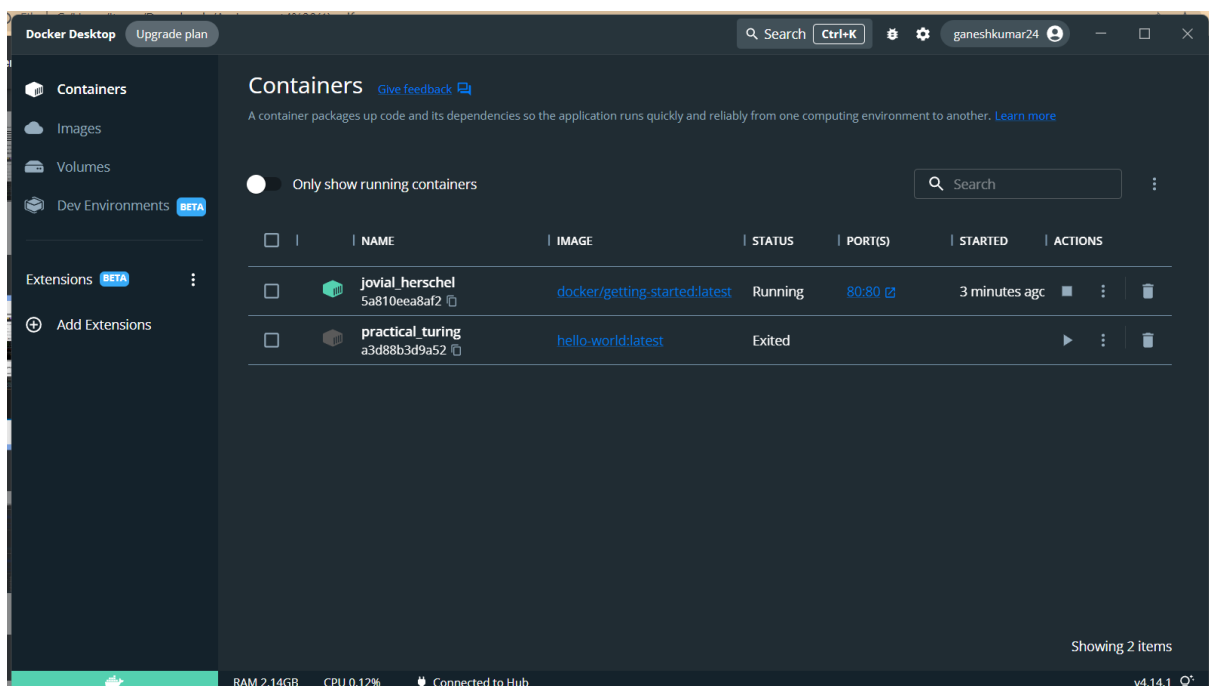 Docker Desktop Upgrade plan Search Ctrl+K ganeshkumar24
Containers
Images
Volumes
Dev Environments BETA
Extensions BETA
Add Extensions
Containers Give feedback
A container packages up code and its dependencies so the application runs quickly and reliably from one computing environment to another. Learn more
Only show running containers Search
NAME IMAGE STATUS PORT(S) STARTED ACTIONS
jovial_herschel
5a810eea8af2 docker/getting-started:latest Running 80:80 3 minutes agc
practical_turing
a3d88b3d9a52 hello-world:latest Exited
Showing 2 items
RAM 2.14GB CPU 0.12% Connected to Hub v4.14.1